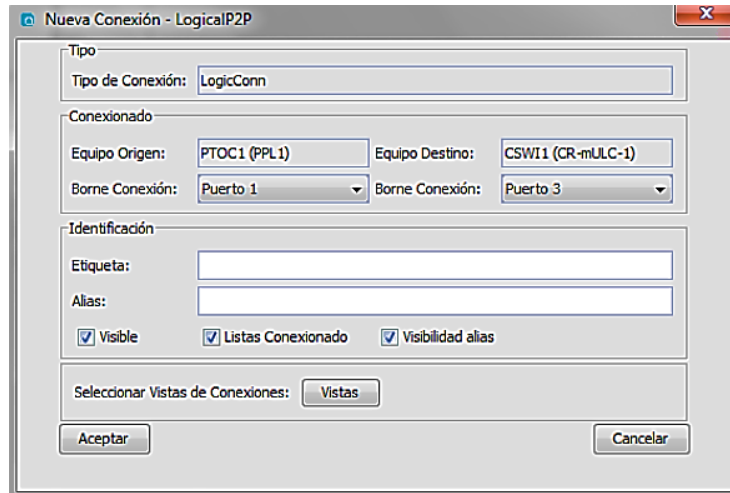 Nueva Conexión - LogicalP2P
Tipo
Tipo de Conexión: LogicConn
Conexionado
Equipo Origen: PTOC1 (PPL1) Equipo Destino: CSWI1 (CR-mULC-1)
Borne Conexión: Puerto 1 Borne Conexión: Puerto 3
Identificación
Etiqueta:
Alias:
Visible Listas Conexionado Visibilidad alias
Seleccionar Vistas de Conexiones: Vistas
Aceptar Cancelar